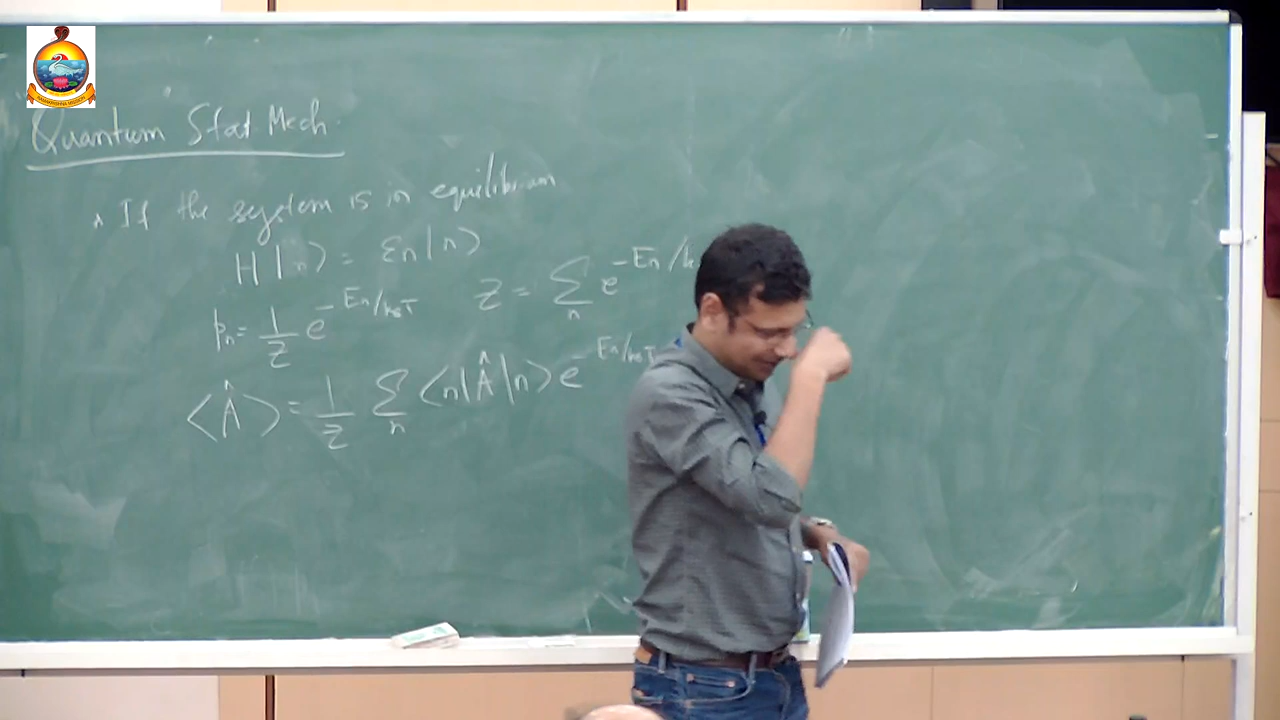 Quantum Stat. Mech.
* If the system is in equilibrium
H|n⟩ = εn|n⟩
pn = 1/Z e^-En/kBT   Z = Σn e^-En/k
⟨Â⟩ = 1/Z Σn ⟨n|Â|n⟩ e^-En/kBT